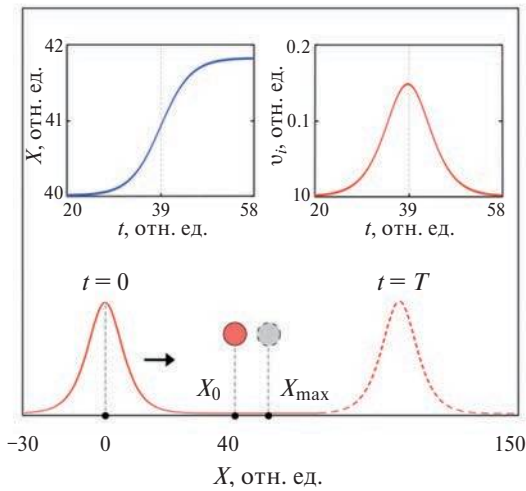 42
41
40
X, отн. ед.
20 39 58
t, отн. ед.
0.2
0.1
10
υᵢ, отн. ед.
20 39 58
t, отн. ед.
t = 0
t = T
X₀
Xmax
−30 0 40 150
X, отн. ед.